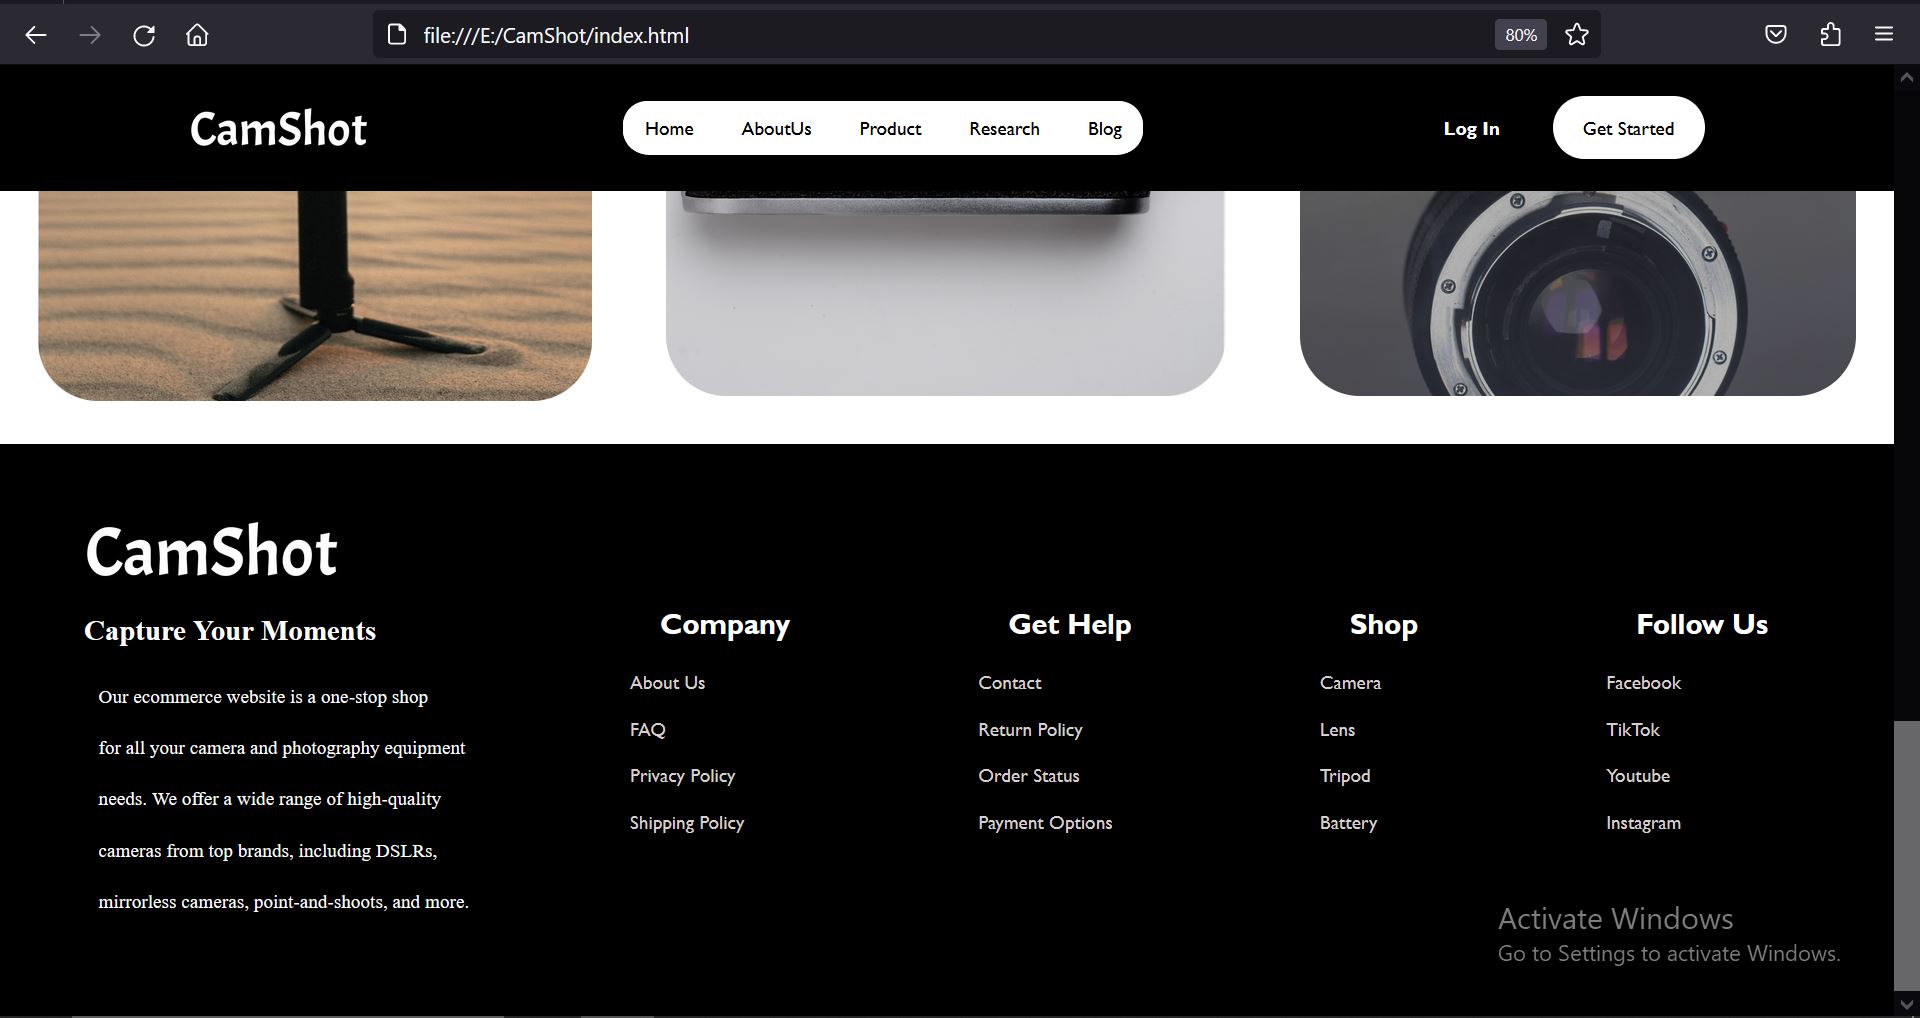 file:///E:/CamShot/index.html
80%
CamShot
Home
AboutUs
Product
Research
Blog
Log In
Get Started
CamShot
Capture Your Moments
Our ecommerce website is a one-stop shop
for all your camera and photography equipment
needs. We offer a wide range of high-quality
cameras from top brands, including DSLRs,
mirrorless cameras, point-and-shoots, and more.
Company
About Us
FAQ
Privacy Policy
Shipping Policy
Get Help
Contact
Return Policy
Order Status
Payment Options
Shop
Camera
Lens
Tripod
Battery
Follow Us
Facebook
TikTok
Youtube
Instagram
Activate Windows
Go to Settings to activate Windows.